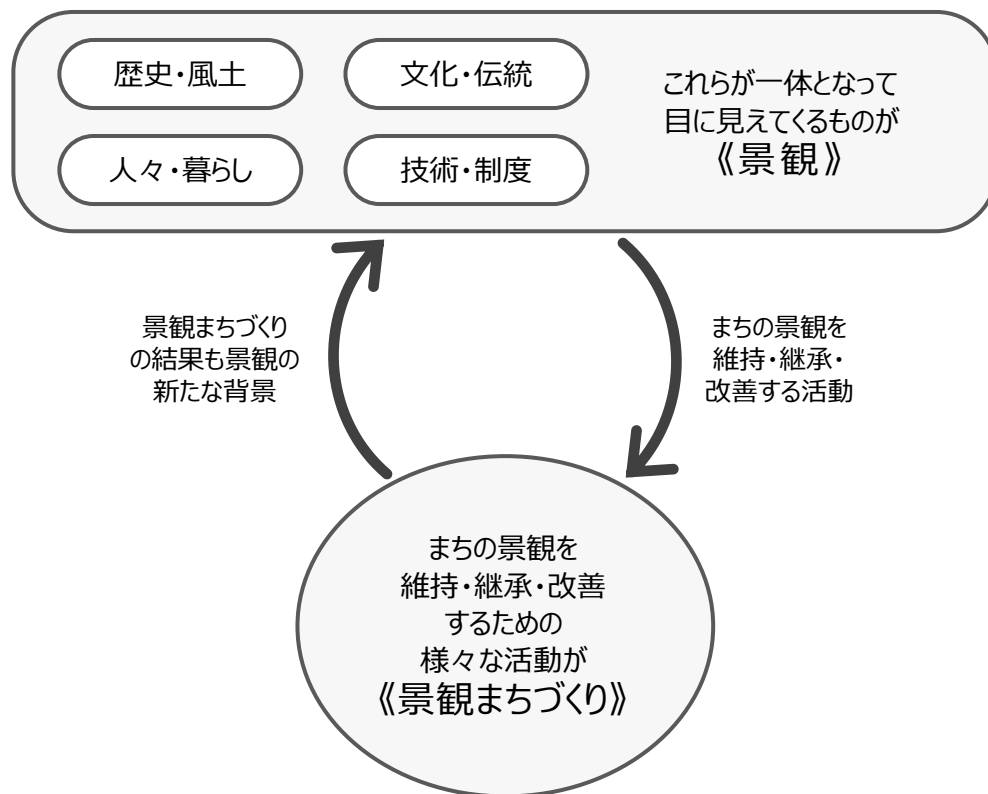 歴史・風土
文化・伝統
人々・暮らし
技術・制度
これらが一体となって
目に見えてくるものが
《景観》
景観まちづくり
の結果も景観の
新たな背景
まちの景観を
維持・継承・
改善する活動
まちの景観を
維持・継承・改善
するための
様々な活動が
《景観まちづくり》